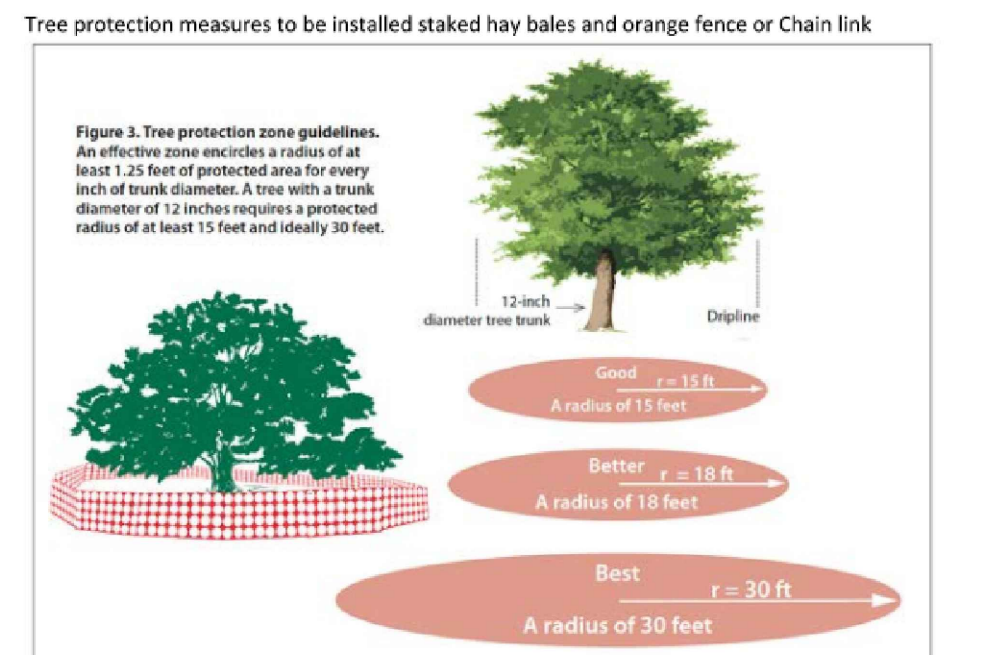 Tree protection measures to be installed staked hay bales and orange fence or Chain link
Figure 3. Tree protection zone guidelines.
An effective zone encircles a radius of at
least 1.25 feet of protected area for every
inch of trunk diameter. A tree with a trunk
diameter of 12 inches requires a protected
radius of at least 15 feet and ideally 30 feet.
12-inch
diameter tree trunk
Dripline
Good
r = 15 ft
A radius of 15 feet
Better
r = 18 ft
A radius of 18 feet
Best
r = 30 ft
A radius of 30 feet